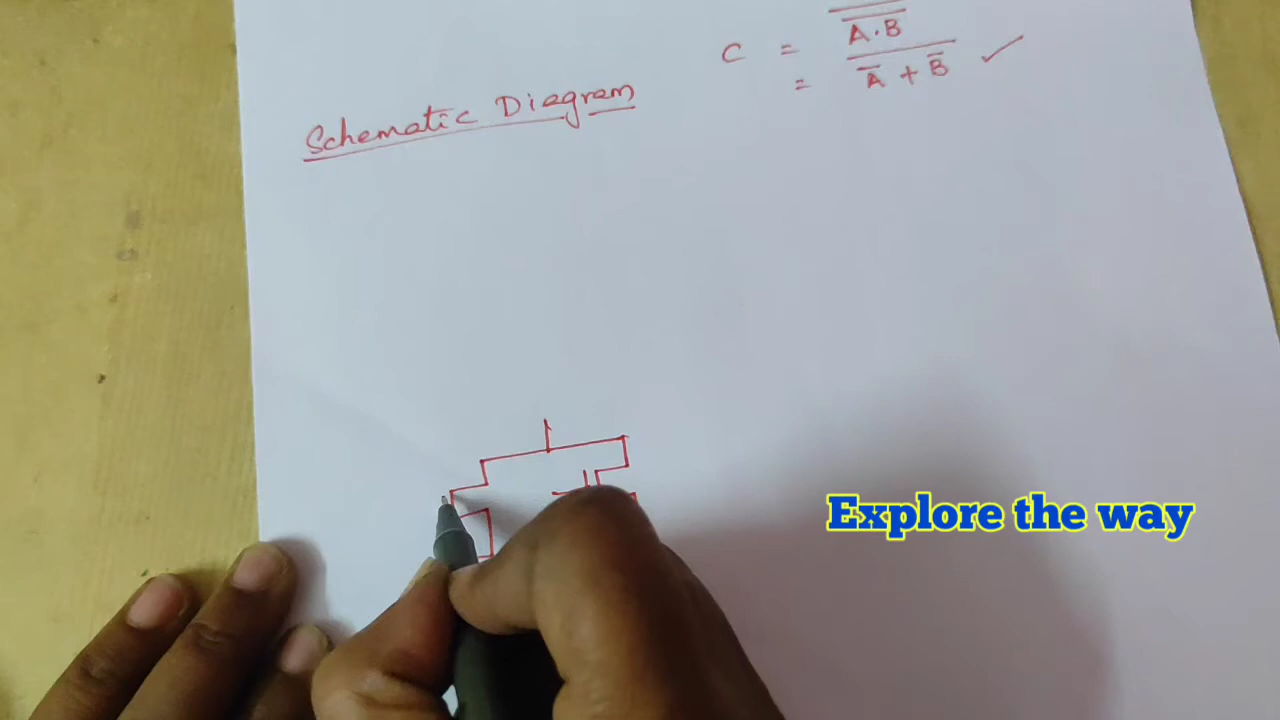 C = A̅·̅B̅
= A̅ + B̅ ✓
Schematic Diagram
Explore the way